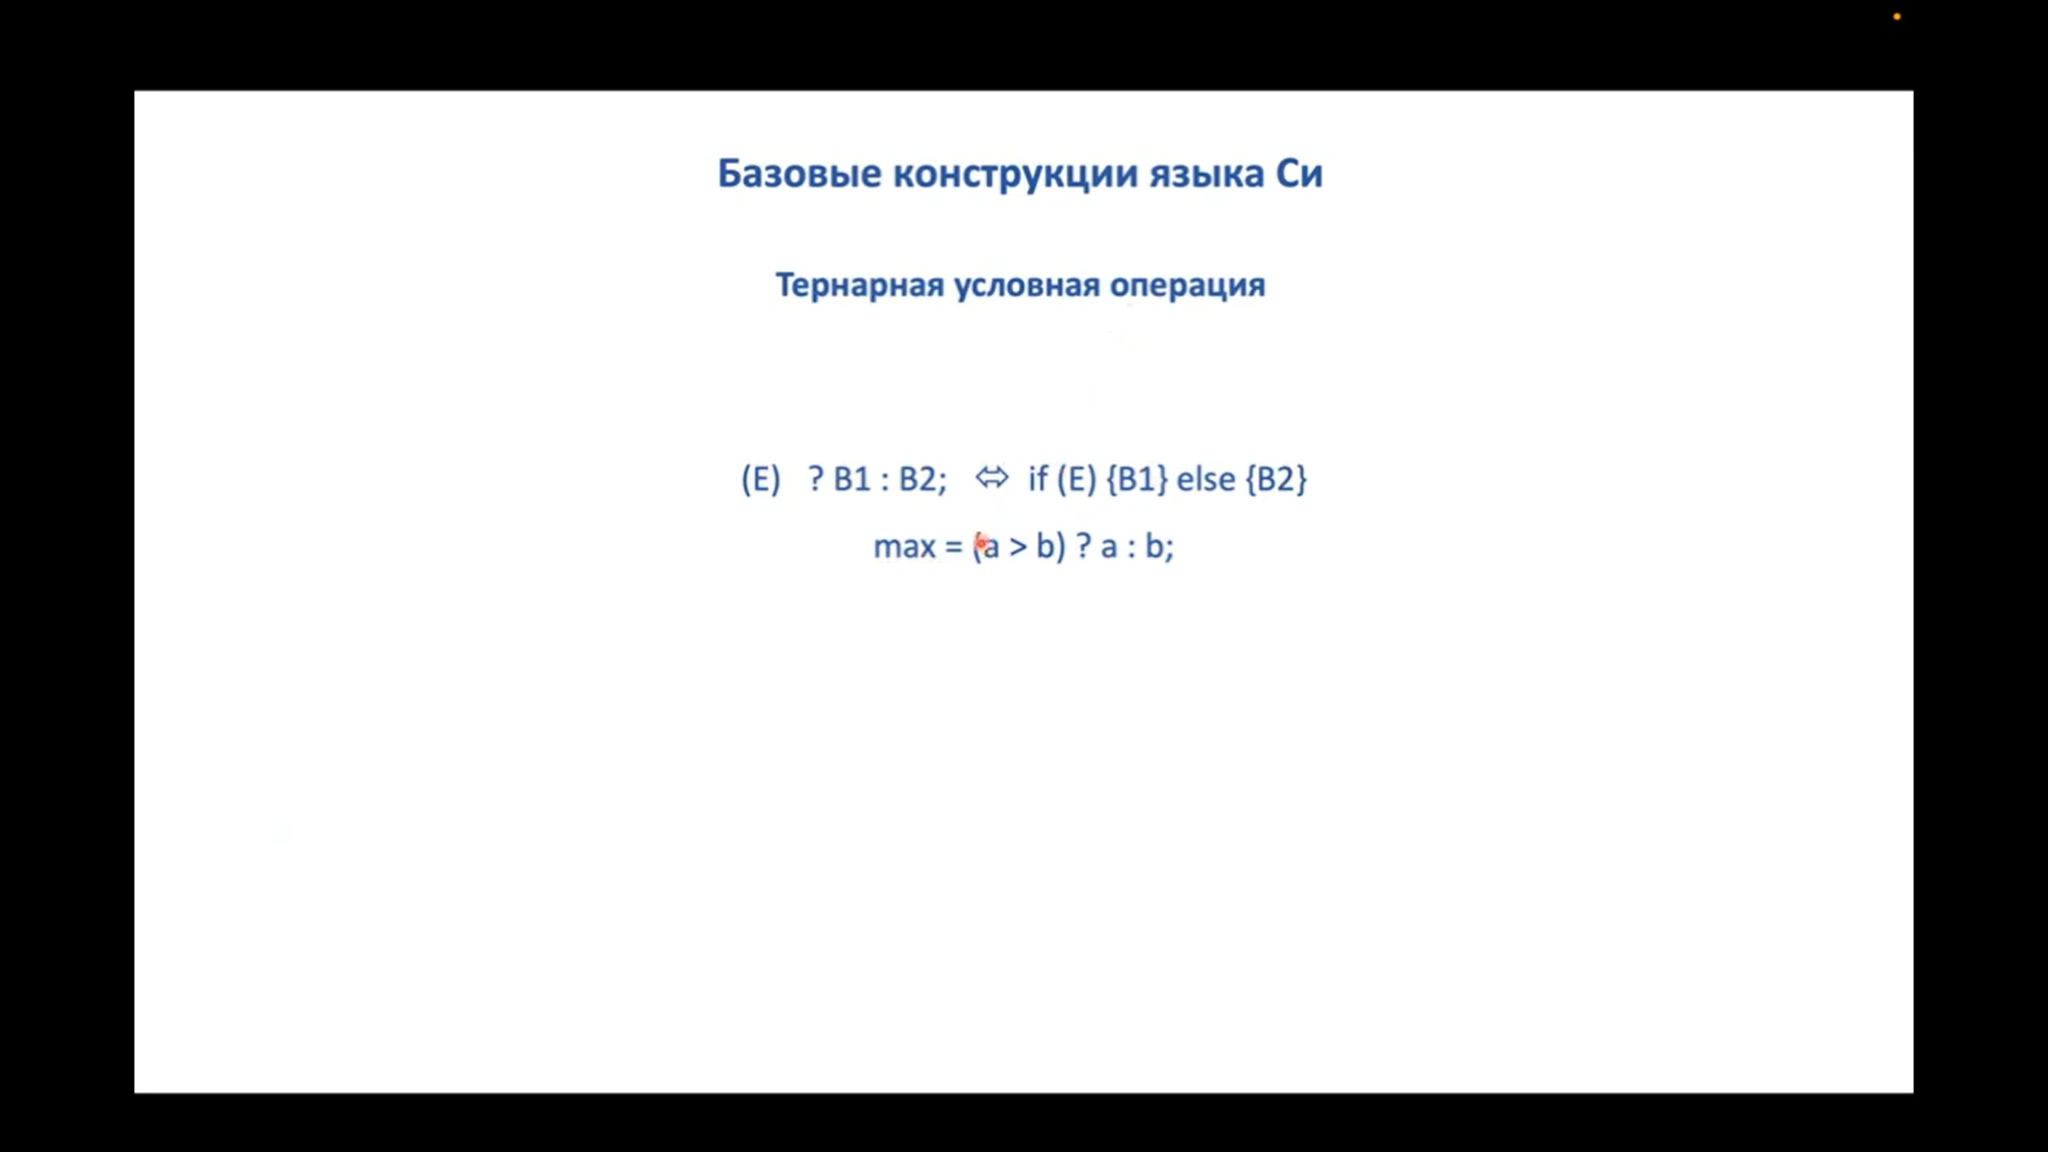 Базовые конструкции языка Си
Тернарная условная операция
(E) ? B1 : B2; ⬄ if (E) {B1} else {B2}
max = (a > b) ? a : b;